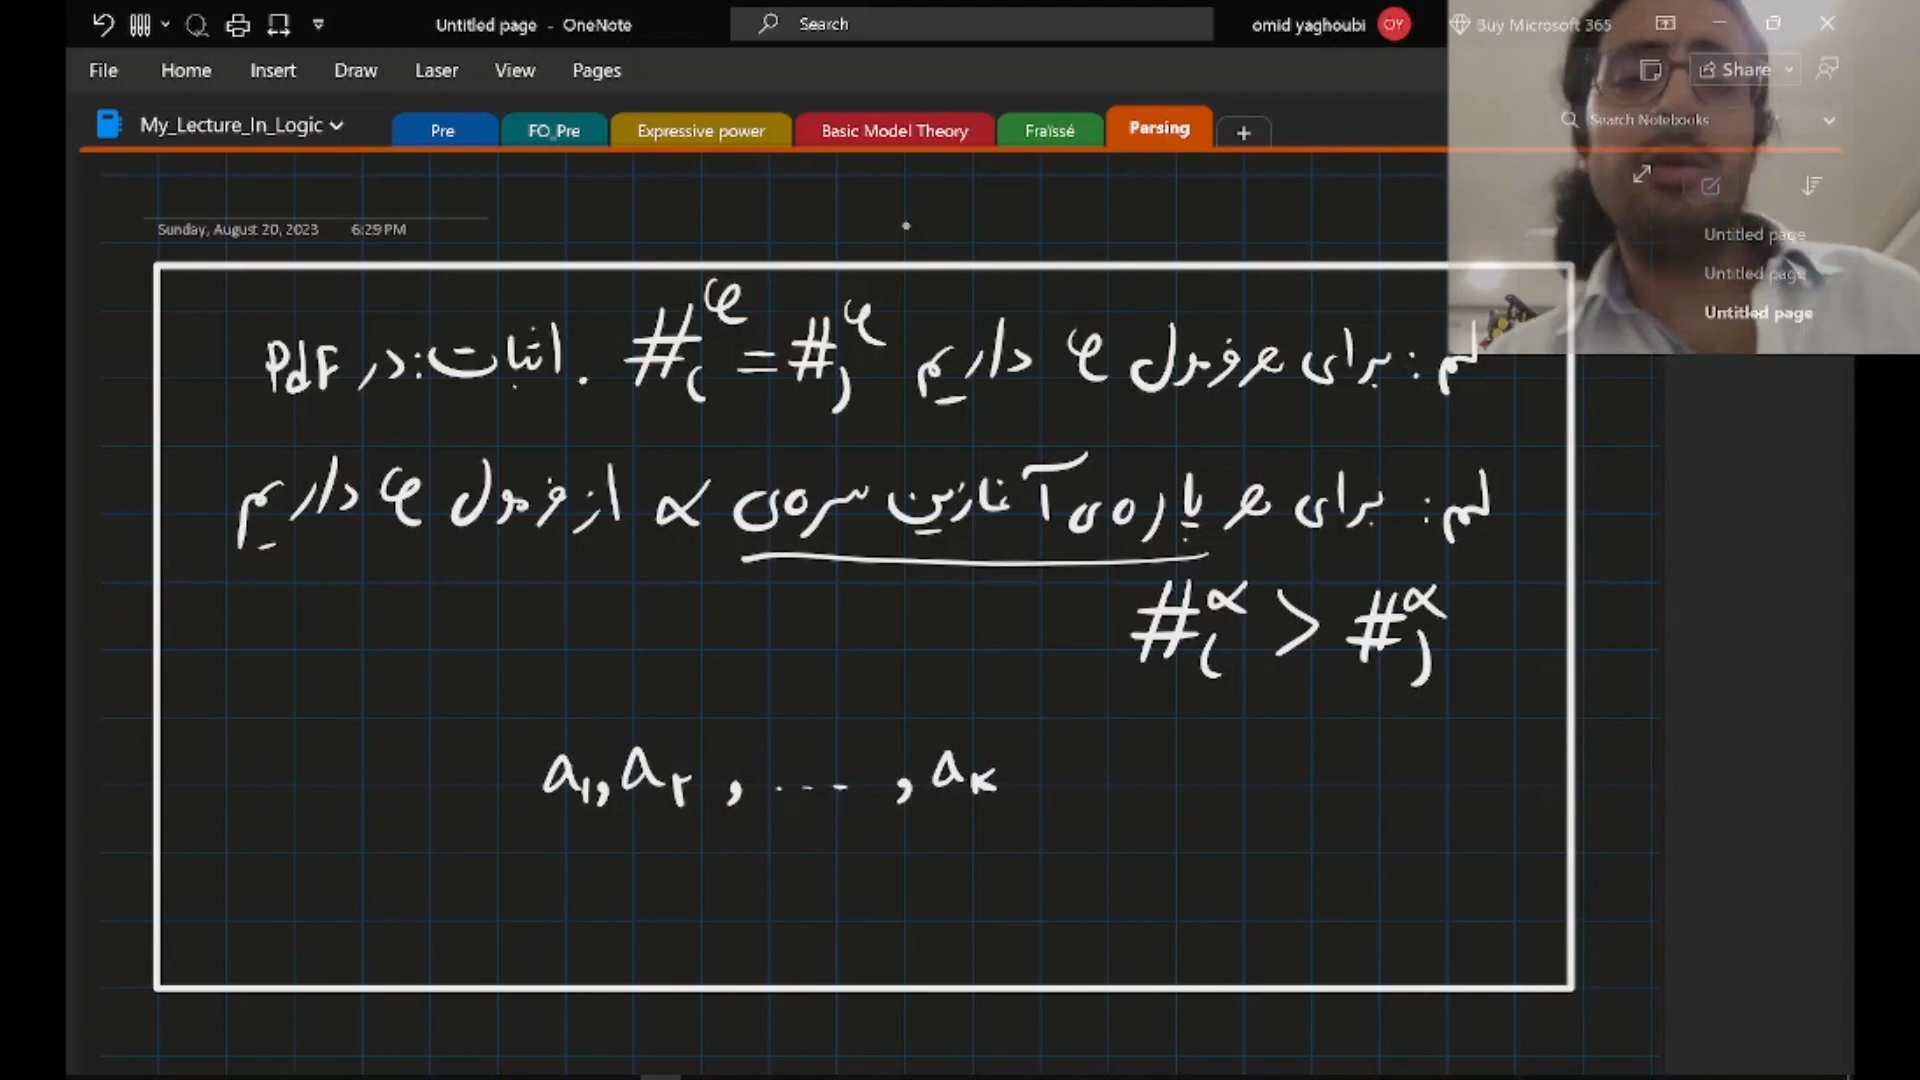 Untitled page - OneNote
Search
omid yaghoubi
OY
Buy Microsoft 365
File Home Insert Draw Laser View Pages
Share
My_Lecture_In_Logic
Pre FO_Pre Expressive power Basic Model Theory Fraïssé Parsing +
Search Notebooks
Untitled page
Untitled page
Untitled page
Sunday, August 20, 2023 6:29 PM
لم: برای هر فرمول φ داریم #₍^φ = #₎^φ . اثبات: در Pdf
لم: برای هر پاره‌ی آغازین سره‌ی α از فرمول φ داریم
#₍^α > #₎^α
a₁, a₂, ...., aₖ